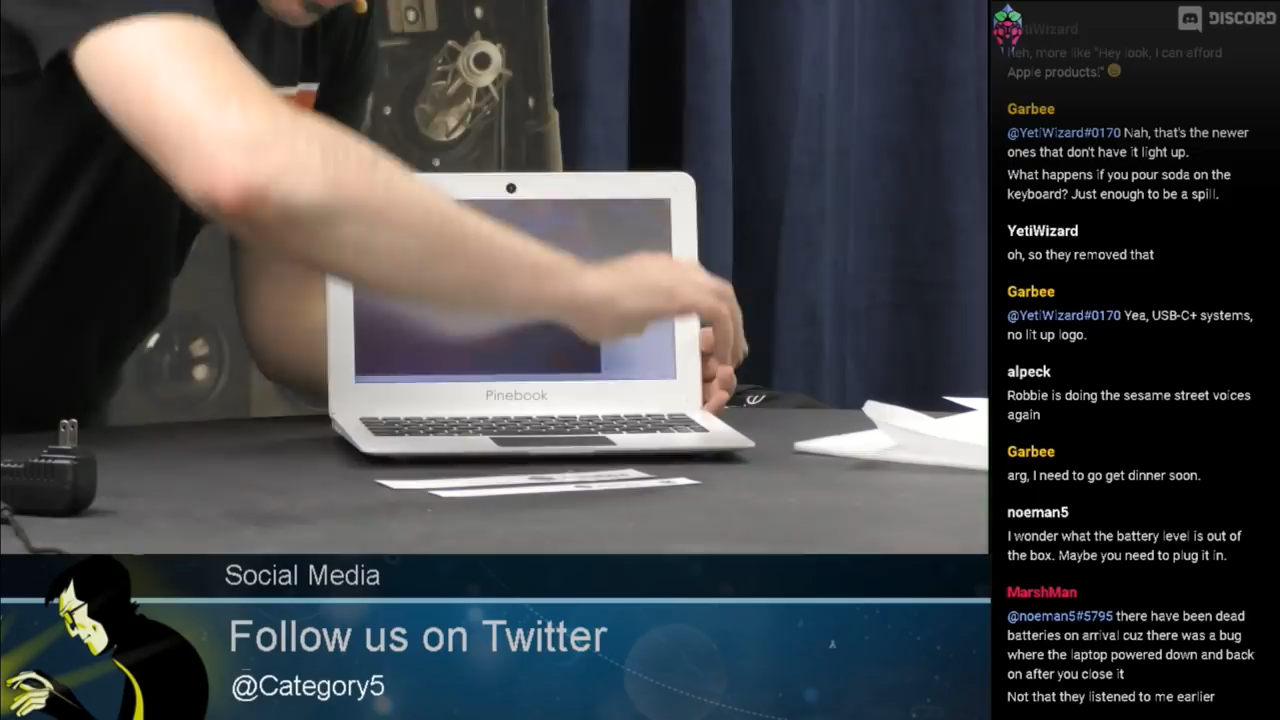 Pinebook
Social Media
Follow us on Twitter
@Category5
DISCORD
YetiWizard
Heh, more like "Hey look, I can afford
Apple products!"
Garbee
@YetiWizard#0170 Nah, that's the newer
ones that don't have it light up.
What happens if you pour soda on the
keyboard? Just enough to be a spill.
YetiWizard
oh, so they removed that
Garbee
@YetiWizard#0170 Yea, USB-C+ systems,
no lit up logo.
alpeck
Robbie is doing the sesame street voices
again
Garbee
arg, I need to go get dinner soon.
noeman5
I wonder what the battery level is out of
the box. Maybe you need to plug it in.
MarshMan
@noeman5#5795 there have been dead
batteries on arrival cuz there was a bug
where the laptop powered down and back
on after you close it
Not that they listened to me earlier